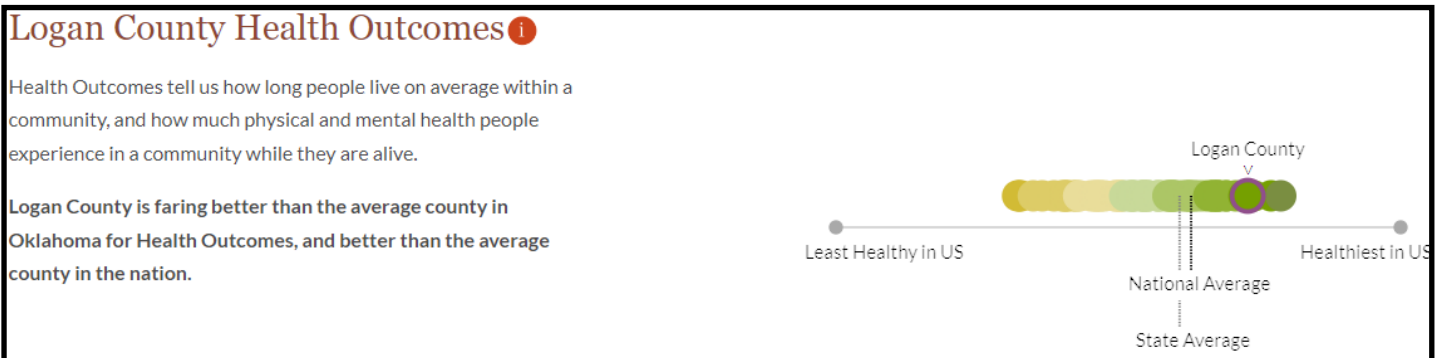 Logan County Health Outcomes i
Health Outcomes tell us how long people live on average within a
community, and how much physical and mental health people
experience in a community while they are alive.
Logan County is faring better than the average county in
Oklahoma for Health Outcomes, and better than the average
county in the nation.
Logan County
Least Healthy in US
Healthiest in US
National Average
State Average